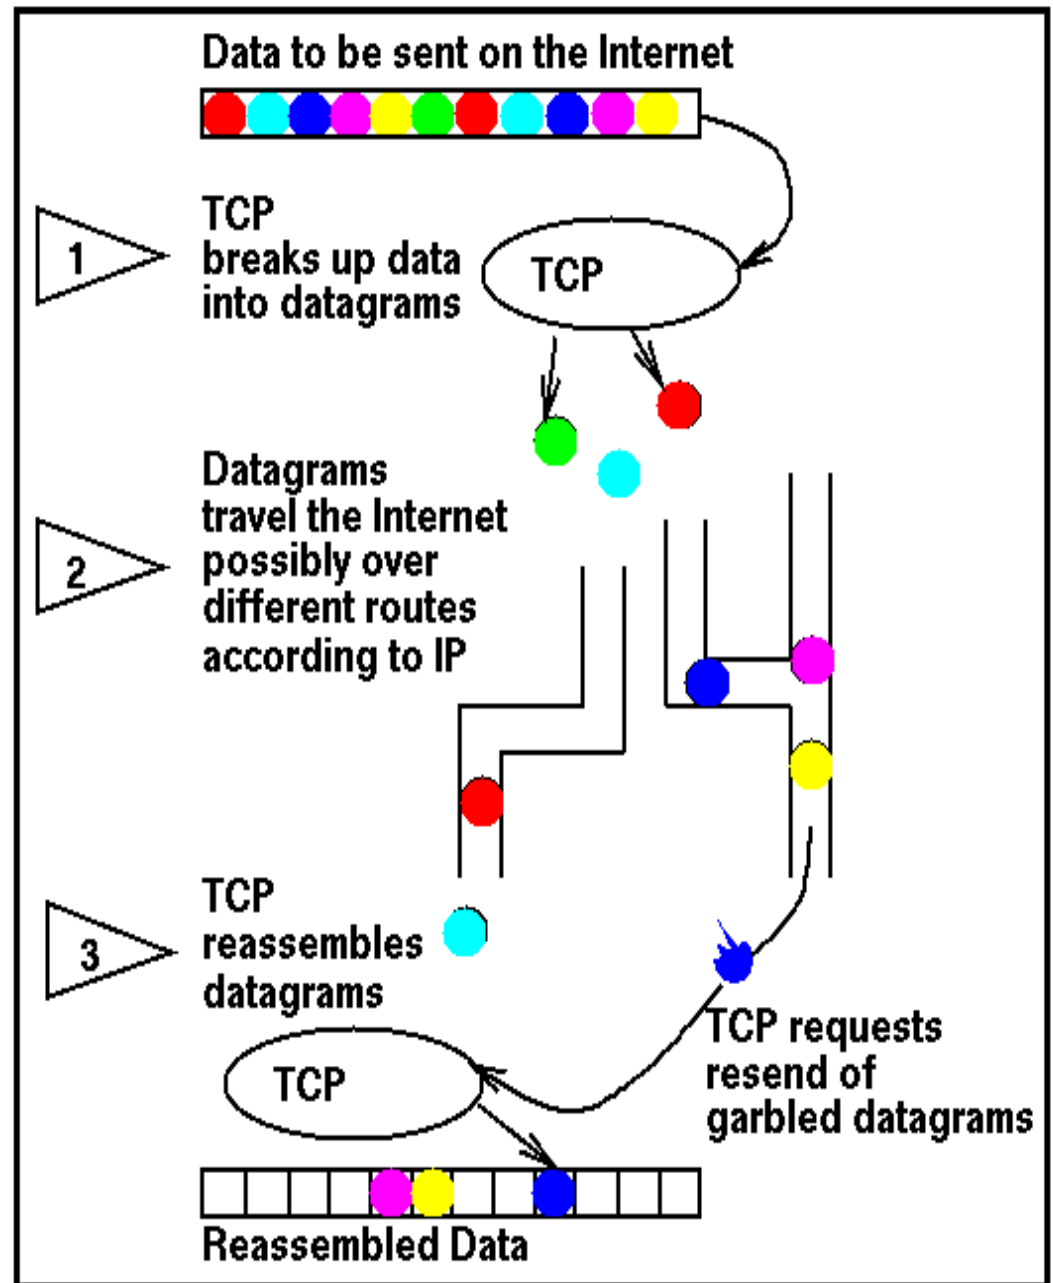 Data to be sent on the Internet
1
TCP
breaks up data
into datagrams
TCP
2
Datagrams
travel the Internet
possibly over
different routes
according to IP
3
TCP
reassembles
datagrams
TCP requests
resend of
garbled datagrams
TCP
Reassembled Data